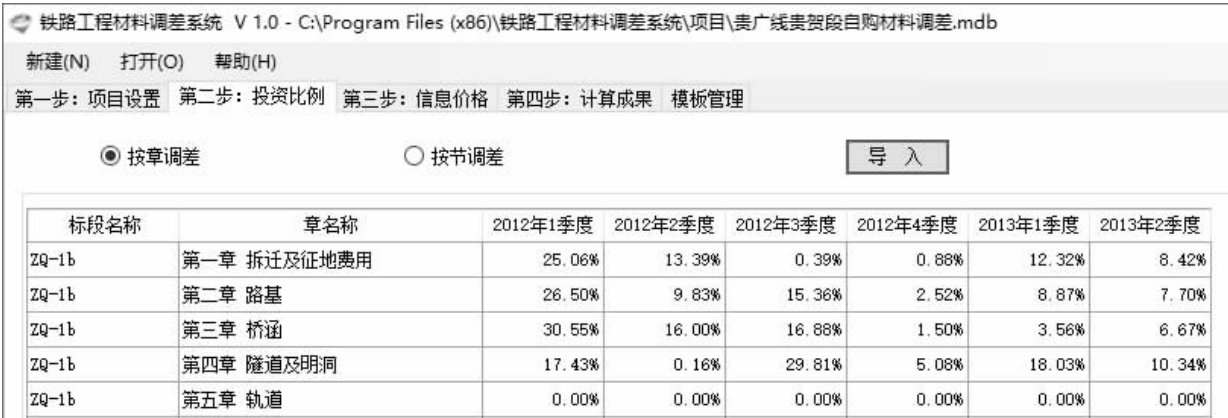 铁路工程材料调差系统 V 1.0 - C:\Program Files (x86)\铁路工程材料调差系统\项目\贵广线贵贺段自购材料调差.mdb
新建(N) 打开(O) 帮助(H)
第一步：项目设置 第二步：投资比例 第三步：信息价格 第四步：计算成果 模板管理
按章调差 按节调差 导 入
标段名称 章名称 2012年1季度 2012年2季度 2012年3季度 2012年4季度 2013年1季度 2013年2季度
ZQ-1b 第一章 拆迁及征地费用 25.06% 13.39% 0.39% 0.88% 12.32% 8.42%
ZQ-1b 第二章 路基 26.50% 9.83% 15.36% 2.52% 8.87% 7.70%
ZQ-1b 第三章 桥涵 30.55% 16.00% 16.88% 1.50% 3.56% 6.67%
ZQ-1b 第四章 隧道及明洞 17.43% 0.16% 29.81% 5.08% 18.03% 10.34%
ZQ-1b 第五章 轨道 0.00% 0.00% 0.00% 0.00% 0.00% 0.00%